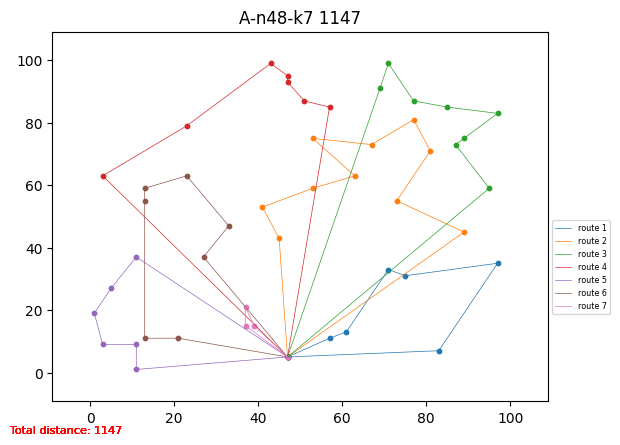 A-n48-k7 1147
100
80
60
40
20
0
0 20 40 60 80 100
route 1
route 2
route 3
route 4
route 5
route 6
route 7
Total distance: 1147